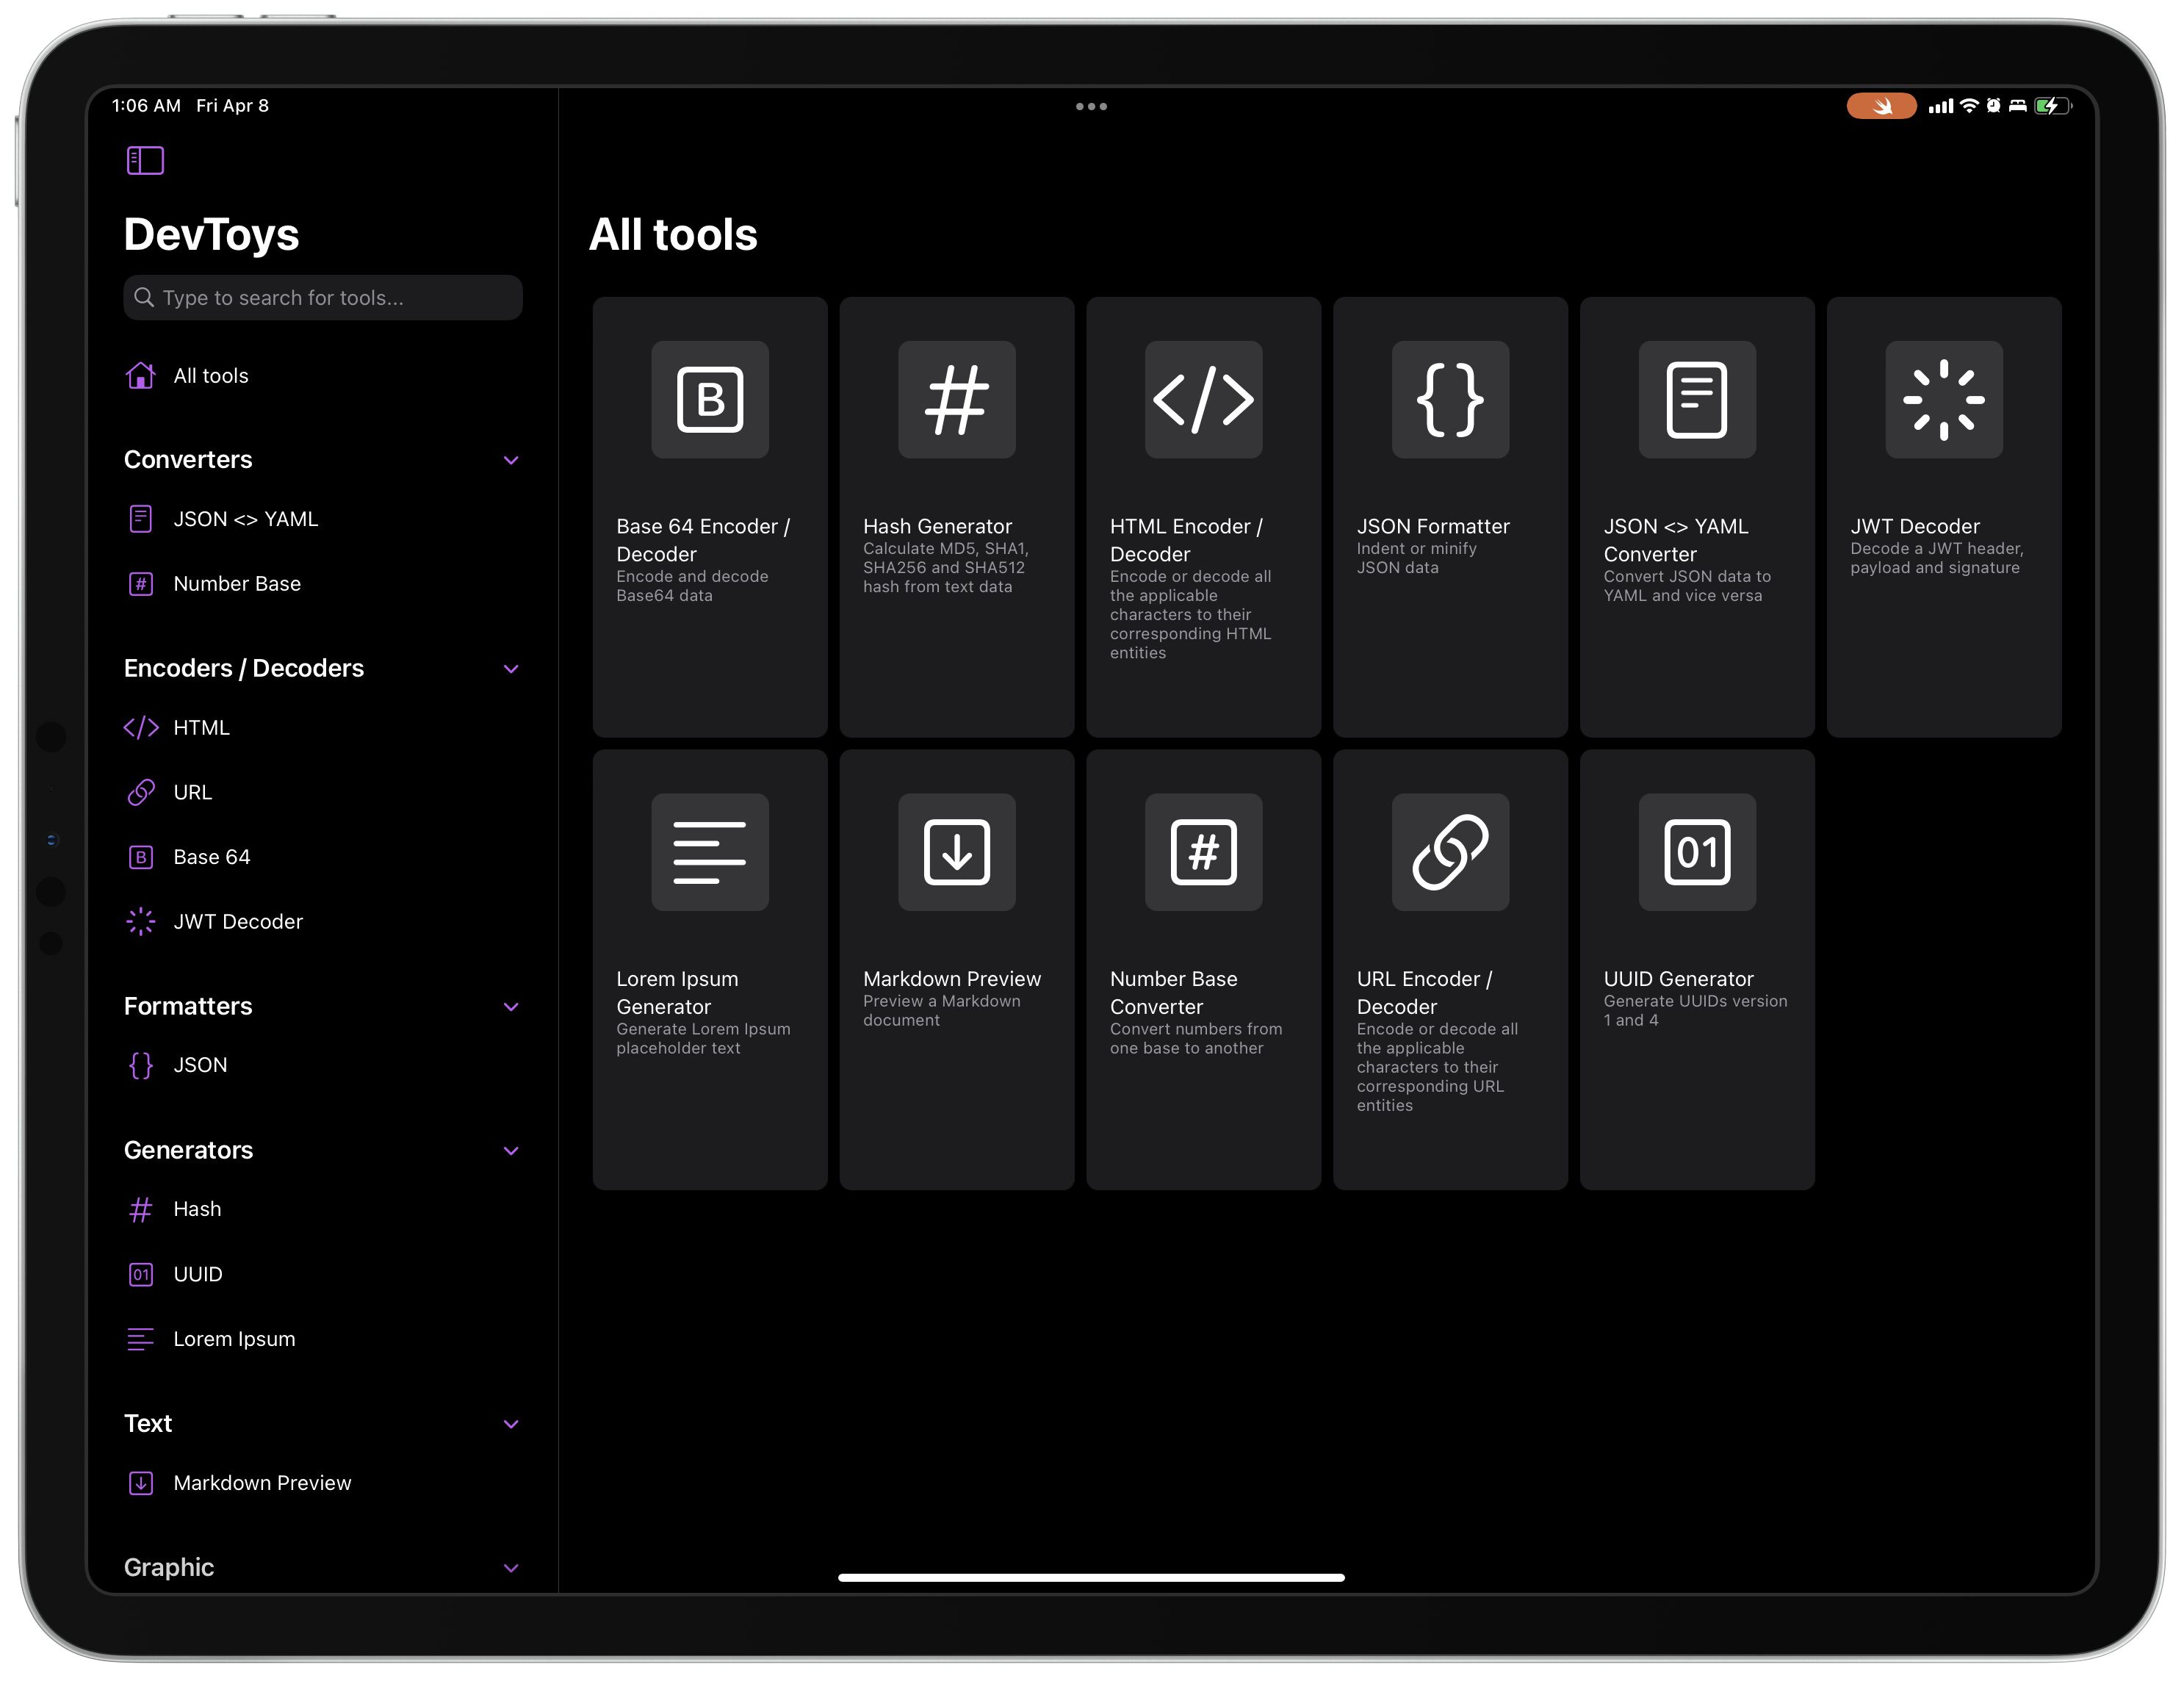 1:06 AM Fri Apr 8
DevToys
Type to search for tools...
All tools
Converters
JSON <> YAML
Number Base
Encoders / Decoders
HTML
URL
Base 64
JWT Decoder
Formatters
JSON
Generators
Hash
UUID
Lorem Ipsum
Text
Markdown Preview
Graphic
All tools
Base 64 Encoder /
Decoder
Encode and decode
Base64 data
Hash Generator
Calculate MD5, SHA1,
SHA256 and SHA512
hash from text data
HTML Encoder /
Decoder
Encode or decode all
the applicable
characters to their
corresponding HTML
entities
JSON Formatter
Indent or minify
JSON data
JSON <> YAML
Converter
Convert JSON data to
YAML and vice versa
JWT Decoder
Decode a JWT header,
payload and signature
Lorem Ipsum
Generator
Generate Lorem Ipsum
placeholder text
Markdown Preview
Preview a Markdown
document
Number Base
Converter
Convert numbers from
one base to another
URL Encoder /
Decoder
Encode or decode all
the applicable
characters to their
corresponding URL
entities
UUID Generator
Generate UUIDs version
1 and 4